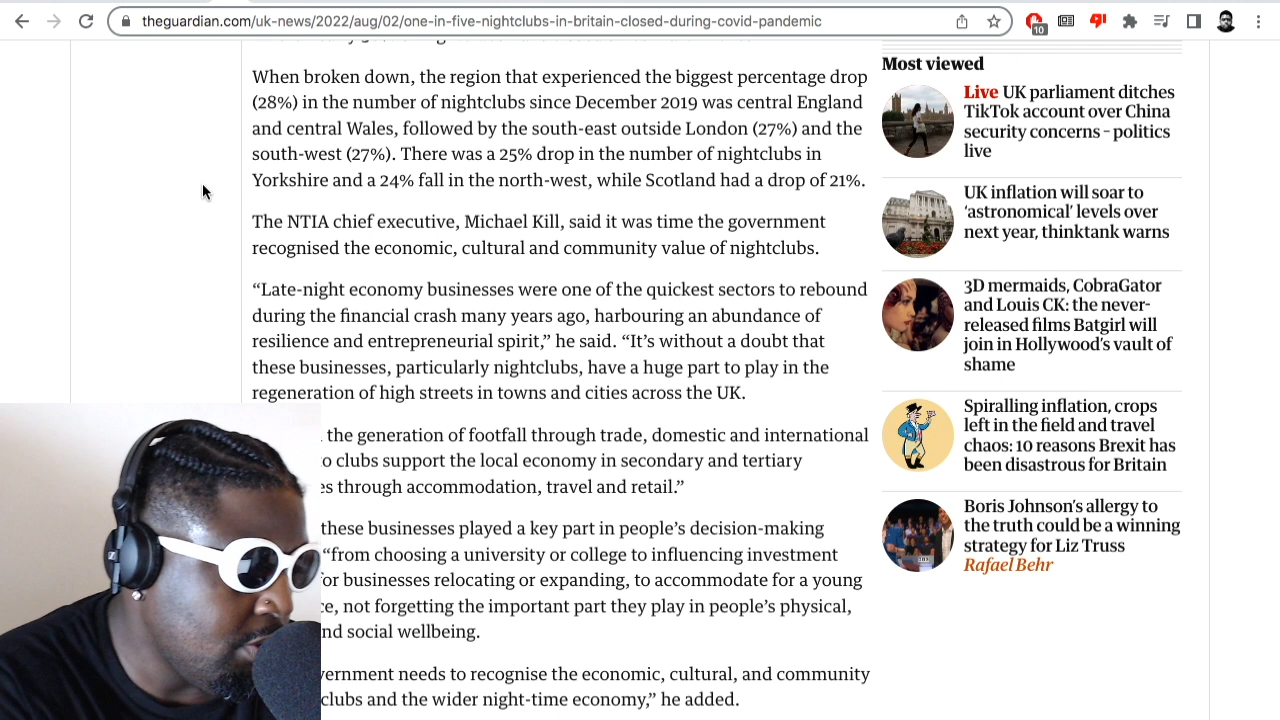 theguardian.com/uk-news/2022/aug/02/one-in-five-nightclubs-in-britain-closed-during-covid-pandemic
10
When broken down, the region that experienced the biggest percentage drop
(28%) in the number of nightclubs since December 2019 was central England
and central Wales, followed by the south-east outside London (27%) and the
south-west (27%). There was a 25% drop in the number of nightclubs in
Yorkshire and a 24% fall in the north-west, while Scotland had a drop of 21%.
The NTIA chief executive, Michael Kill, said it was time the government
recognised the economic, cultural and community value of nightclubs.
“Late-night economy businesses were one of the quickest sectors to rebound
during the financial crash many years ago, harbouring an abundance of
resilience and entrepreneurial spirit,” he said. “It’s without a doubt that
these businesses, particularly nightclubs, have a huge part to play in the
regeneration of high streets in towns and cities across the UK.
the generation of footfall through trade, domestic and international
clubs support the local economy in secondary and tertiary
through accommodation, travel and retail.”
these businesses played a key part in people’s decision-making
“from choosing a university or college to influencing investment
for businesses relocating or expanding, to accommodate for a young
not forgetting the important part they play in people’s physical,
and social wellbeing.
needs to recognise the economic, cultural, and community
clubs and the wider night-time economy,” he added.
Most viewed
Live UK parliament ditches
TikTok account over China
security concerns – politics
live
UK inflation will soar to
‘astronomical’ levels over
next year, thinktank warns
3D mermaids, CobraGator
and Louis CK: the never-
released films Batgirl will
join in Hollywood’s vault of
shame
Spiralling inflation, crops
left in the field and travel
chaos: 10 reasons Brexit has
been disastrous for Britain
Boris Johnson’s allergy to
the truth could be a winning
strategy for Liz Truss
Rafael Behr